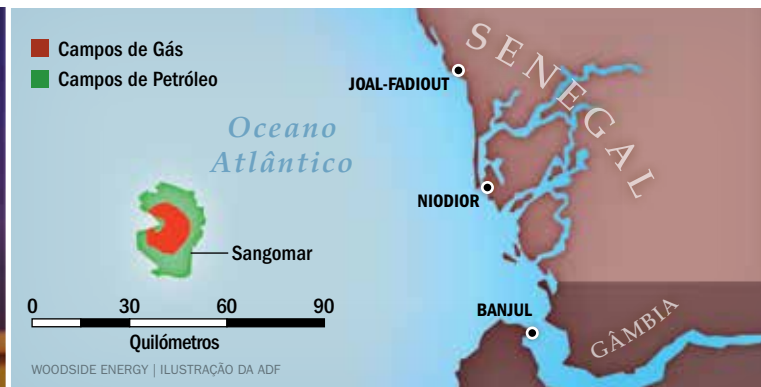 Campos de Gás
Campos de Petróleo
SENEGAL
JOAL-FADIOUT
Oceano
Atlântico
NIODIOR
Sangomar
0 30 60 90
Quilómetros
BANJUL
GÂMBIA
WOODSIDE ENERGY | ILUSTRAÇÃO DA ADF